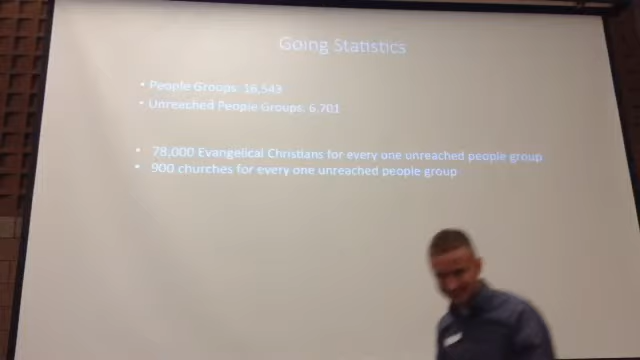 Going Statistics
• People Groups: 16,543
• Unreached People Groups: 6,701
• 78,000 Evangelical Christians for every one unreached people group
• 900 churches for every one unreached people group